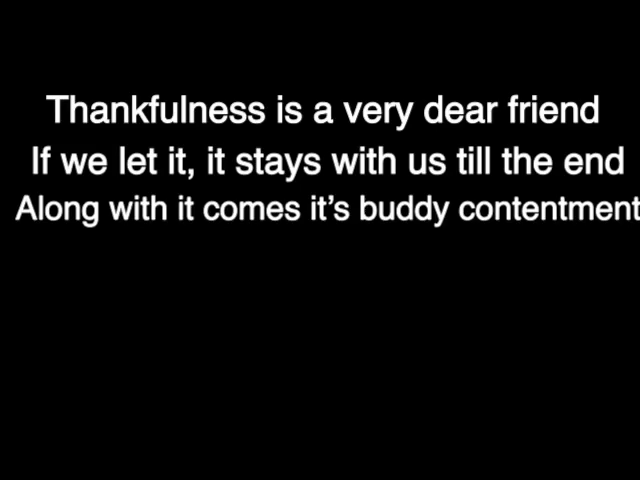 Thankfulness is a very dear friend
If we let it, it stays with us till the end
Along with it comes it’s buddy contentment